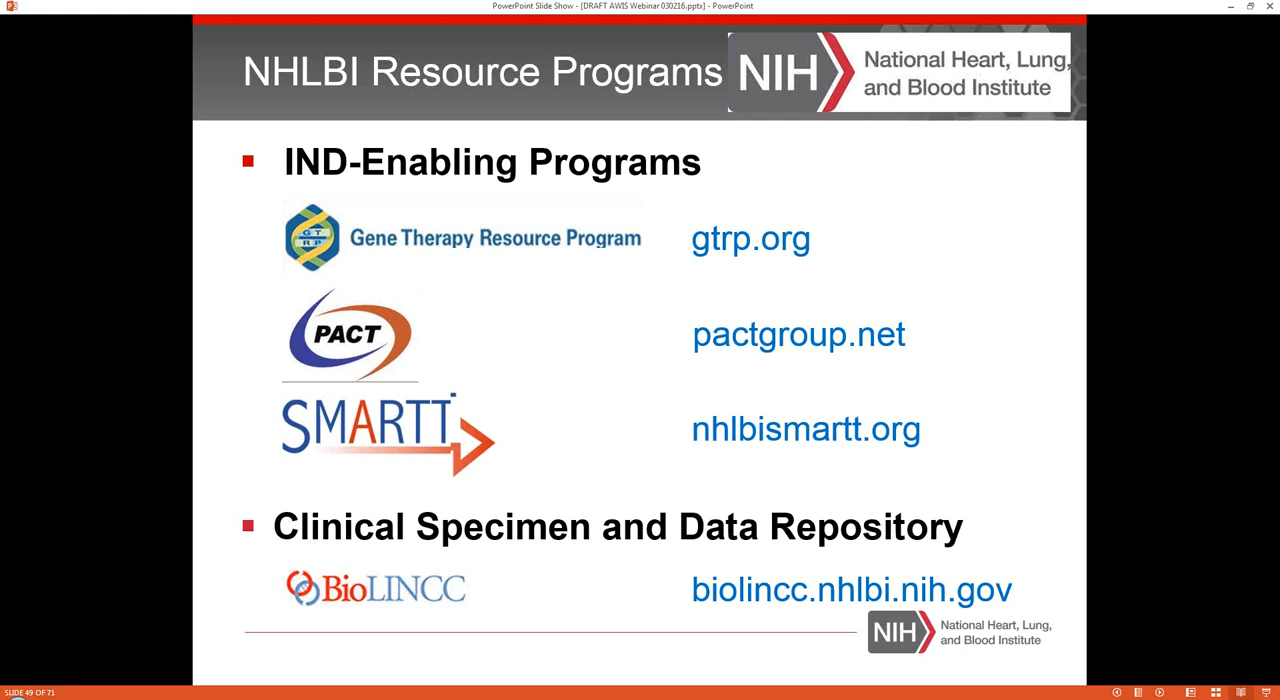 PowerPoint Slide Show - [DRAFT AWIS Webinar 030216.pptx] - PowerPoint
NHLBI Resource Programs
NIH
National Heart, Lung,
and Blood Institute
IND-Enabling Programs
GT
RP
Gene Therapy Resource Program
gtrp.org
PACT
pactgroup.net
SMARTT
nhlbismartt.org
Clinical Specimen and Data Repository
BioLINCC
biolincc.nhlbi.nih.gov
NIH
National Heart, Lung,
and Blood Institute
SLIDE 49 OF 71